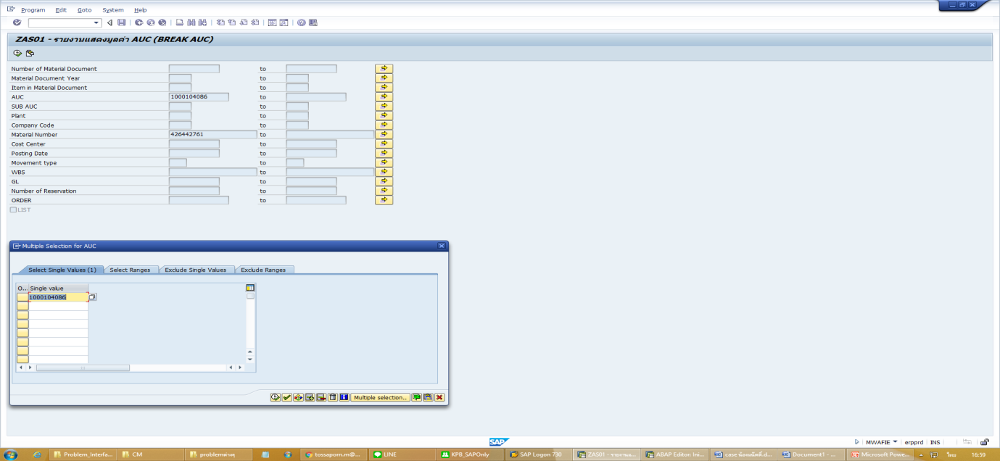 Program Edit Goto System Help
ZAS01 - รายงานแสดงมูลค่า AUC (BREAK AUC)
Number of Material Document to
Material Document Year to
Item in Material Document to
AUC 1000104086 to
SUB AUC to
Plant to
Company Code to
Material Number 426442761 to
Cost Center to
Posting Date to
Movement type to
WBS to
GL to
Number of Reservation to
ORDER to
LIST
Multiple Selection for AUC
Select Single Values (1) Select Ranges Exclude Single Values Exclude Ranges
O... Single value
1000104086
Multiple selection..
SAP
MWAFIE erpprd INS
Problem_Interfa... CM problemต่างๆ tossaporn.m@... LINE KPB_SAPOnly SAP Logon 730 ZAS01 - รายงานแ... ABAP Editor: Ini... case น้องเมิ่ดที่.d... Document1 - ... Microsoft Powe... ไทย 16:59